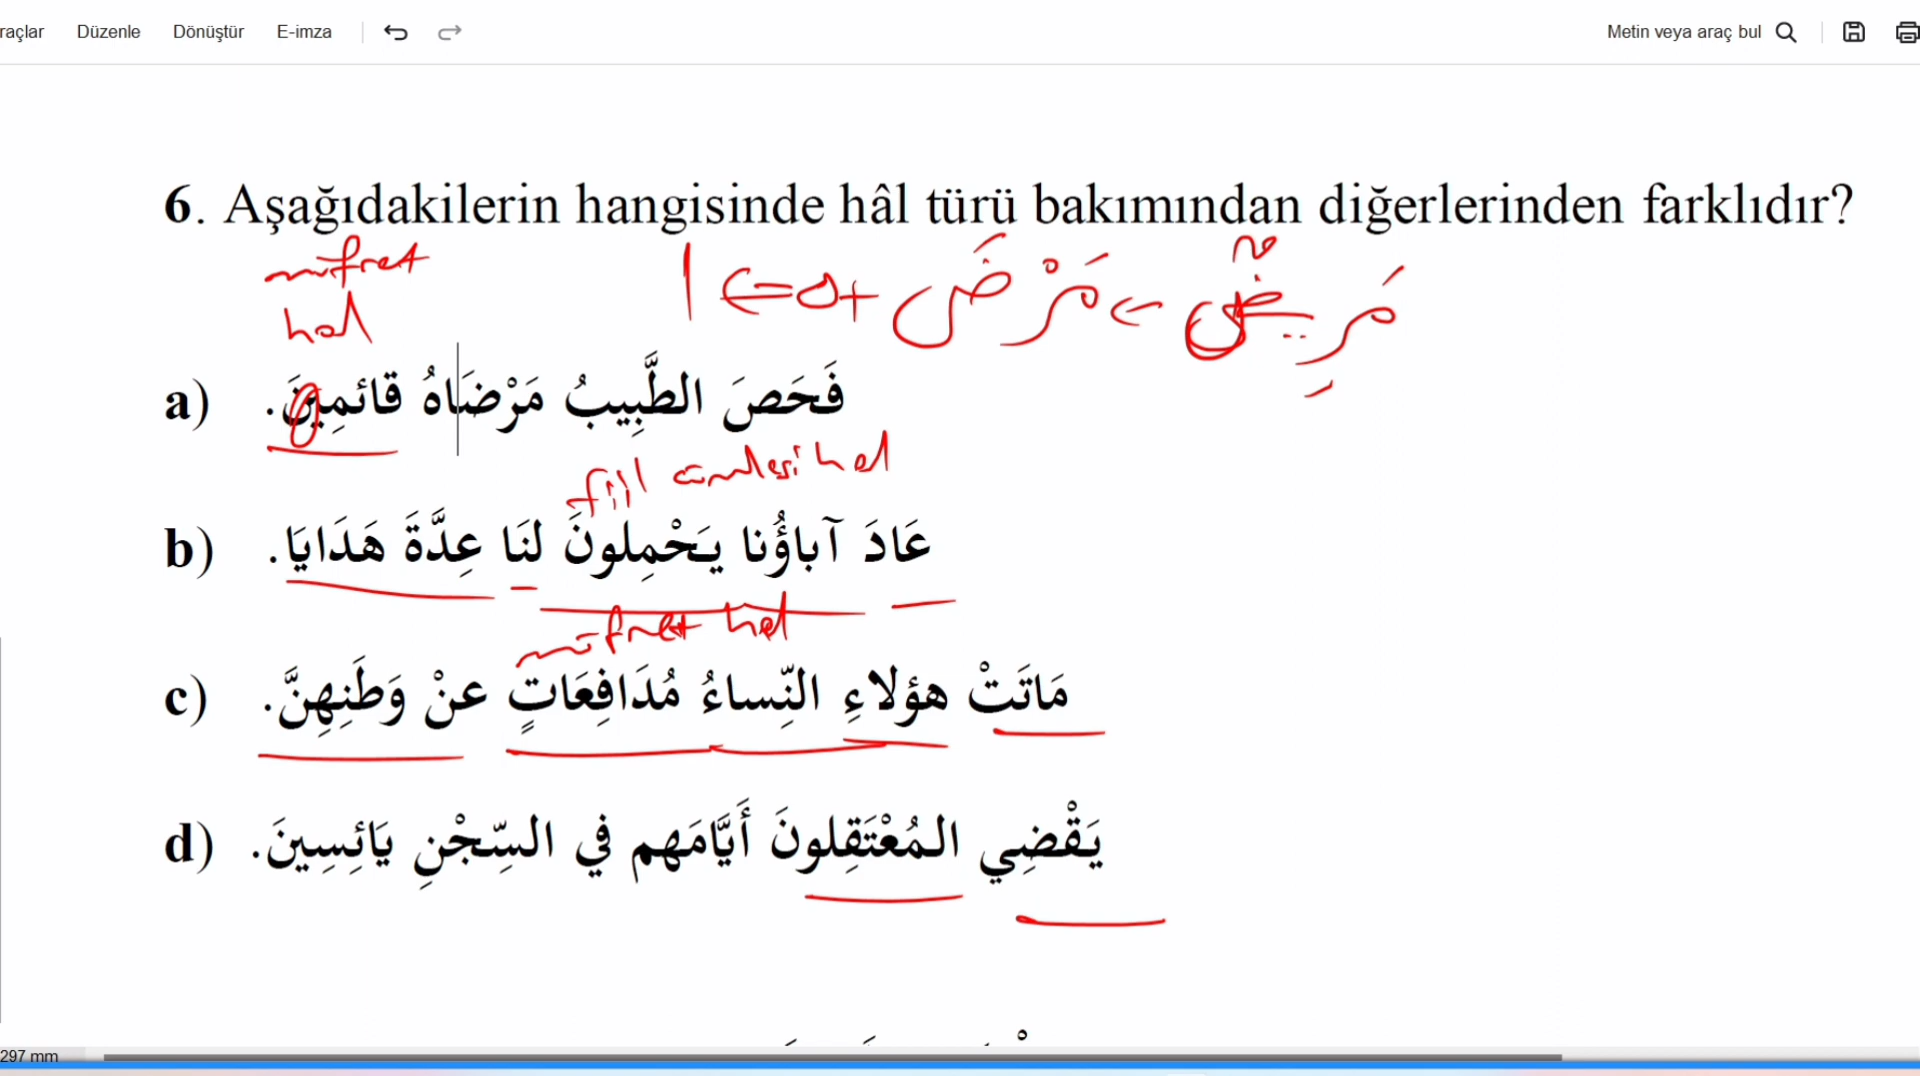 raçlar Düzenle Dönüştür E-imza Metin veya araç bul
6. Aşağıdakilerin hangisinde hâl türü bakımından diğerlerinden farklıdır?
müfret
hal
مَرِيضٌ → مَرْضَى + ه => ا
a) فَحَصَ الطَّبِيبُ مَرْضَاهُ قائمِينَ.
fiil cümlesi hal
b) عَادَ آباؤُنا يَحْمِلونَ لنَا عِدَّةَ هَدَايَا.
müfret hal
c) مَاتَتْ هؤلاءِ النِّساءُ مُدَافِعَاتٍ عنْ وَطَنِهِنَّ.
d) يَقْضِي المُعْتَقِلونَ أَيَّامَهم في السِّجْنِ يَائِسِينَ.
297 mm